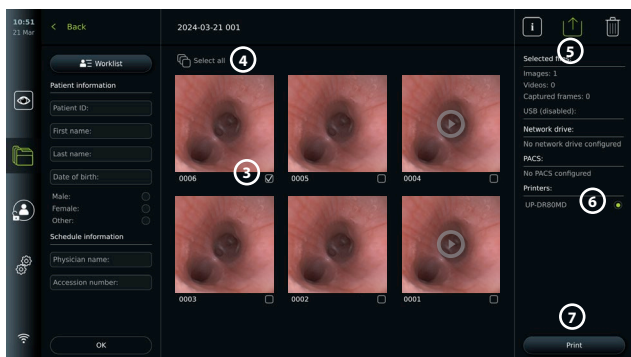 10:51
21 Mar
Back
2024-03-21 001
i
Worklist
Patient information
Patient ID:
First name:
Last name:
Date of birth:
Male:
Female:
Other:
Schedule information
Physician name:
Accession number:
OK
Select all
4
0006
3
0005
0004
0003
0002
0001
5
Images: 1
Videos: 0
Captured frames: 0
USB (disabled):
Network drive:
No network drive configured
PACS:
No PACS configured
Printers:
UP-DR80MD
6
7
Print